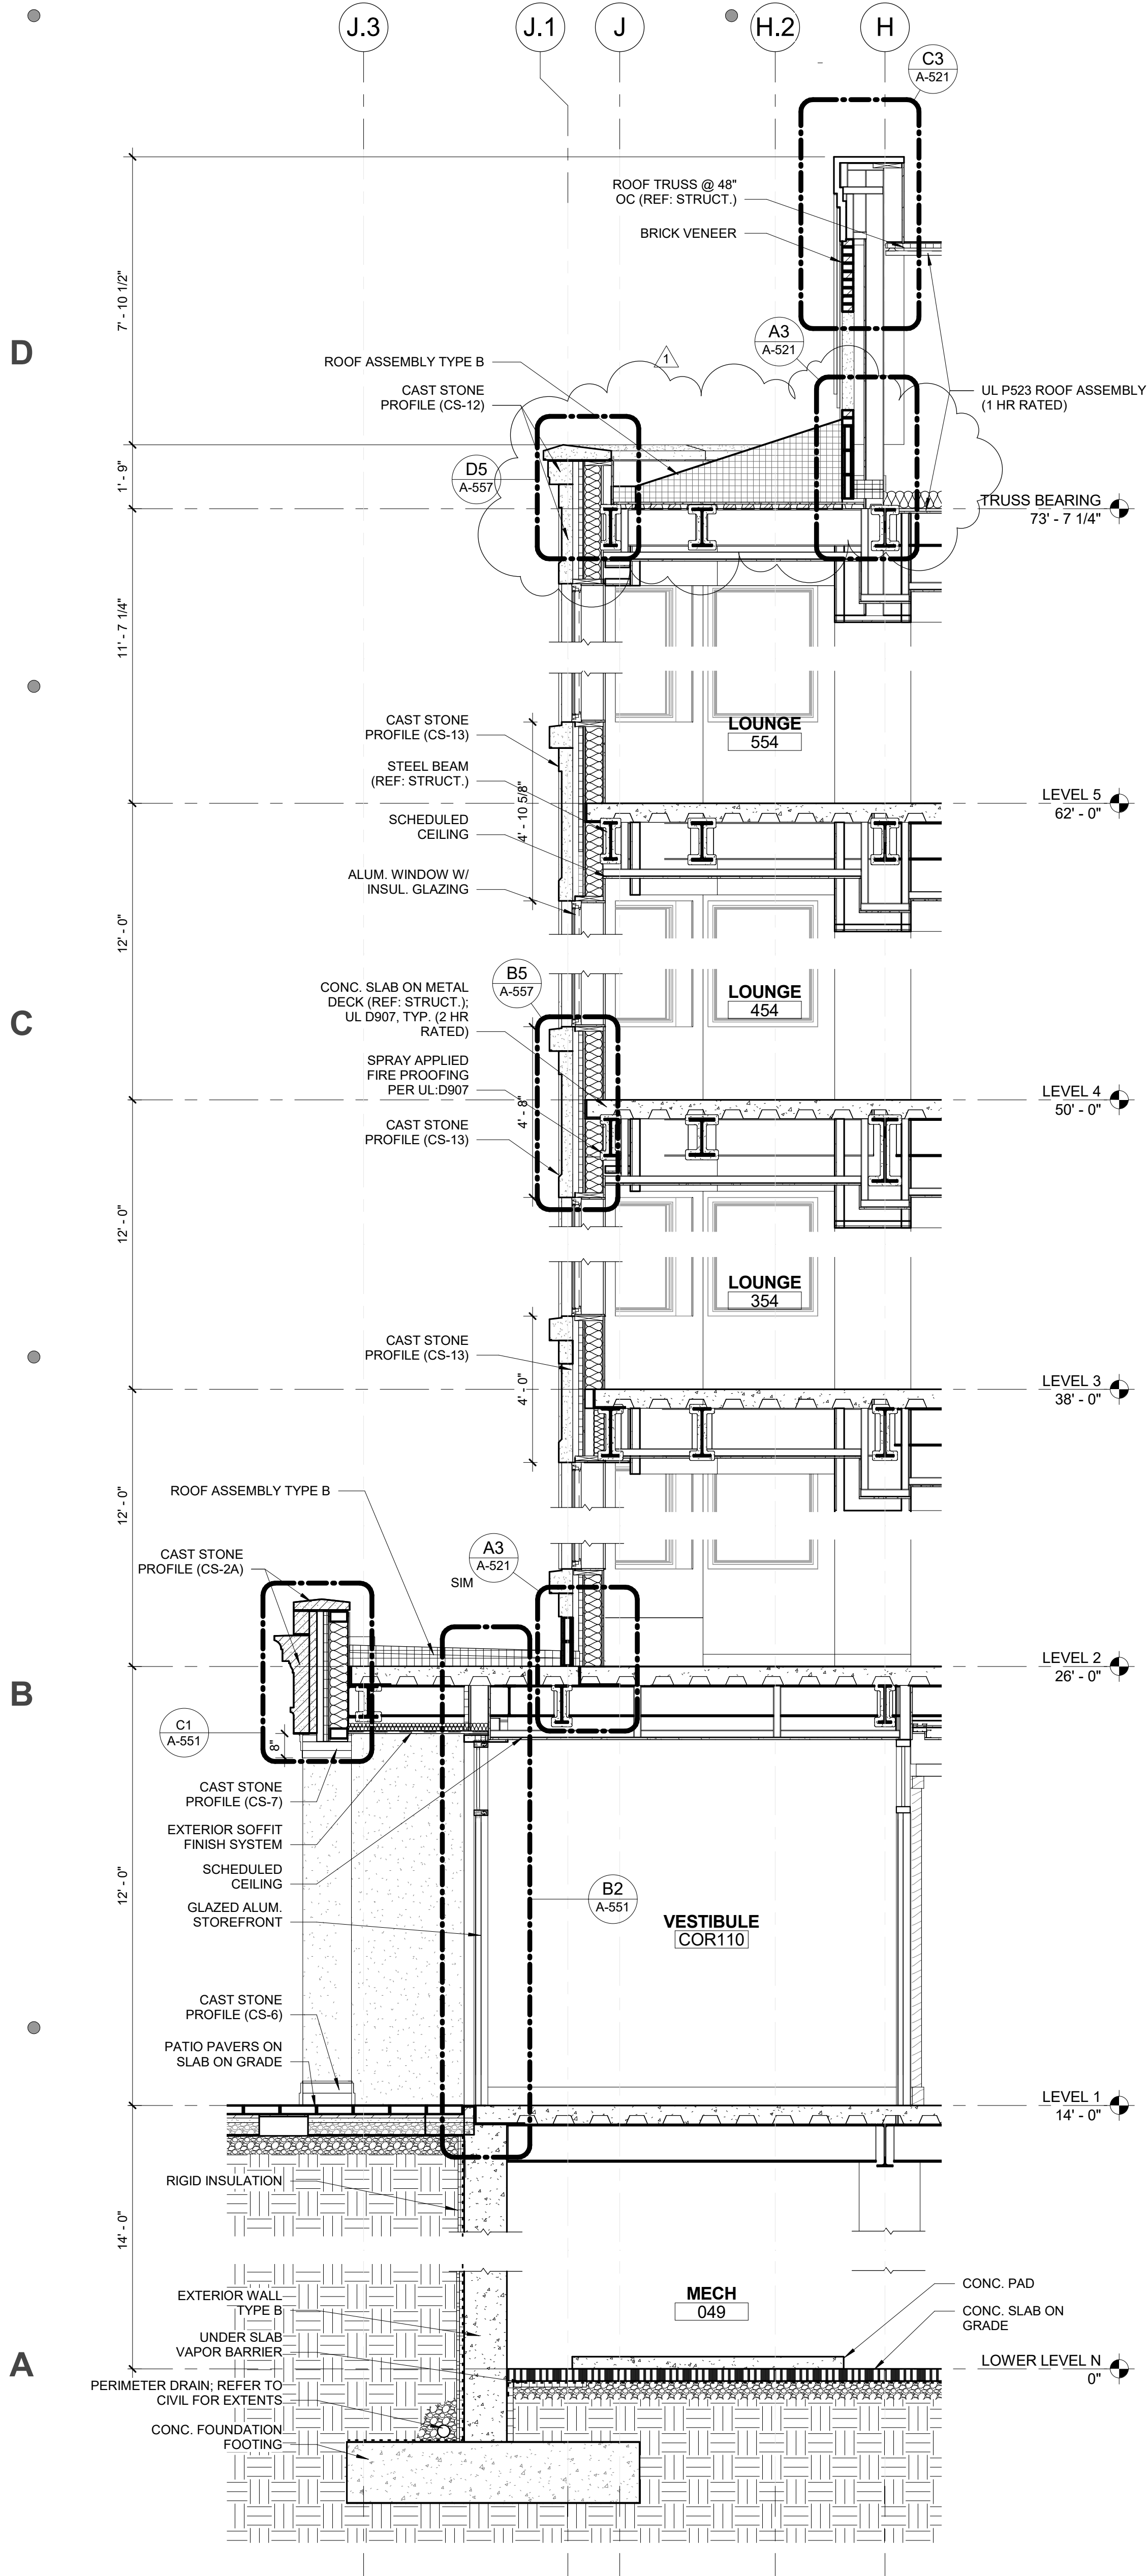 J.3
J.1
J
H.2
H
C3
A-521
ROOF TRUSS @ 48"
OC (REF: STRUCT.)
BRICK VENEER
7' - 10 1/2"
D
A3
A-521
1
ROOF ASSEMBLY TYPE B
CAST STONE
PROFILE (CS-12)
UL P523 ROOF ASSEMBLY
(1 HR RATED)
1' - 9"
D5
A-557
TRUSS BEARING
73' - 7 1/4"
11' - 7 1/4"
CAST STONE
PROFILE (CS-13)
LOUNGE
554
STEEL BEAM
(REF: STRUCT.)
4' - 10 5/8"
LEVEL 5
62' - 0"
SCHEDULED
CEILING
ALUM. WINDOW W/
INSUL. GLAZING
12' - 0"
B5
A-557
CONC. SLAB ON METAL
DECK (REF: STRUCT.);
UL D907, TYP. (2 HR
RATED)
LOUNGE
454
C
SPRAY APPLIED
FIRE PROOFING
PER UL:D907
4' - 8"
LEVEL 4
50' - 0"
CAST STONE
PROFILE (CS-13)
12' - 0"
LOUNGE
354
CAST STONE
PROFILE (CS-13)
4' - 0"
LEVEL 3
38' - 0"
12' - 0"
ROOF ASSEMBLY TYPE B
CAST STONE
PROFILE (CS-2A)
A3
A-521
SIM
LEVEL 2
26' - 0"
B
C1
A-551
8"
CAST STONE
PROFILE (CS-7)
EXTERIOR SOFFIT
FINISH SYSTEM
SCHEDULED
CEILING
12' - 0"
B2
A-551
GLAZED ALUM.
STOREFRONT
VESTIBULE
COR110
CAST STONE
PROFILE (CS-6)
PATIO PAVERS ON
SLAB ON GRADE
LEVEL 1
14' - 0"
RIGID INSULATION
14' - 0"
EXTERIOR WALL
TYPE B
MECH
049
CONC. PAD
CONC. SLAB ON
GRADE
UNDER SLAB
VAPOR BARRIER
A
LOWER LEVEL N
0"
PERIMETER DRAIN; REFER TO
CIVIL FOR EXTENTS
CONC. FOUNDATION
FOOTING